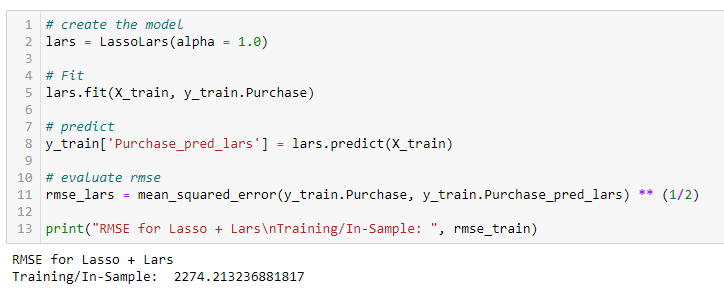 1 # create the model
2 lars = LassoLars(alpha = 1.0)
3
4 # Fit
5 lars.fit(X_train, y_train.Purchase)
6
7 # predict
8 y_train['Purchase_pred_lars'] = lars.predict(X_train)
9
10 # evaluate rmse
11 rmse_lars = mean_squared_error(y_train.Purchase, y_train.Purchase_pred_lars) ** (1/2)
12
13 print("RMSE for Lasso + Lars\nTraining/In-Sample: ", rmse_train)
RMSE for Lasso + Lars
Training/In-Sample:  2274.213236881817